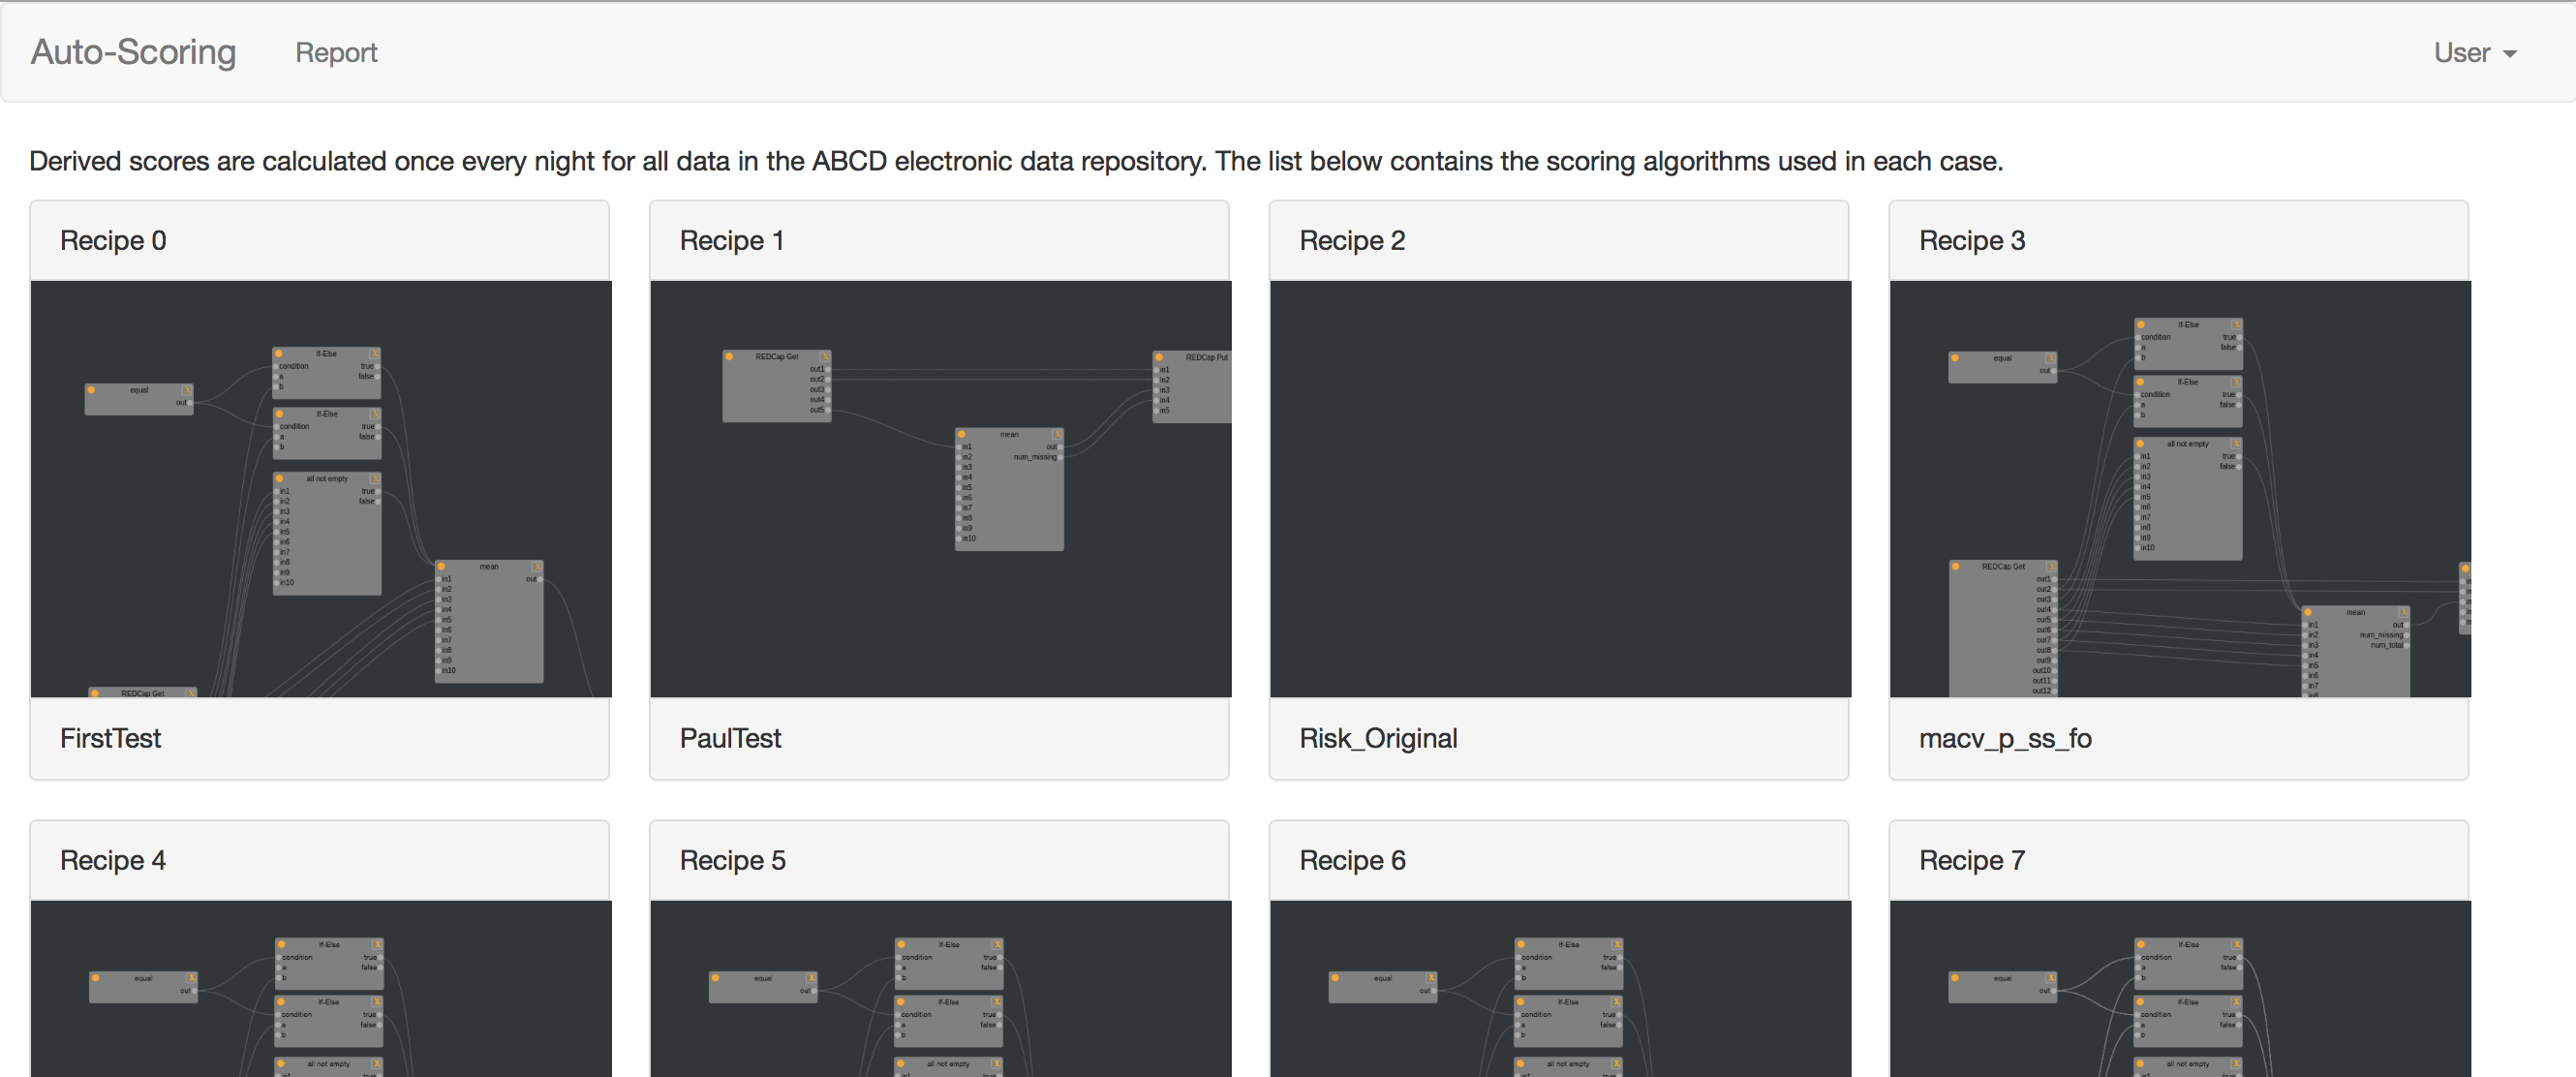 Auto-Scoring Report User
Derived scores are calculated once every night for all data in the ABCD electronic data repository. The list below contains the scoring algorithms used in each case.
Recipe 0
If-Else X
condition true
a false
b
equal X
out
If-Else X
condition true
a false
b
all not empty X
in1 true
in2 false
in3
in4
in5
in6
in7
in8
in9
in10
mean X
in1 out
in2
in3
in4
in5
in6
in7
in8
in9
in10
REDCap Get X
FirstTest
Recipe 1
REDCap Get X
out1
out2
out3
out4
out5
REDCap Put
in1
in2
in3
in4
in5
mean X
in1 out
in2 num_missing
in3
in4
in5
in6
in7
in8
in9
in10
PaulTest
Recipe 2
Risk_Original
Recipe 3
If-Else X
condition true
a false
b
equal X
out
If-Else X
condition true
a false
b
all not empty X
in1 true
in2 false
in3
in4
in5
in6
in7
in8
in9
in10
REDCap Get X
out1
out2
out3
out4
out5
out6
out7
out8
out9
out10
out11
out12
mean X
in1 out
in2 num_missing
in3 num_total
in4
in5
in6
in7
macv_p_ss_fo
Recipe 4
If-Else X
condition true
a false
b
equal X
out
If-Else X
condition true
a false
b
all not empty X
Recipe 5
If-Else X
condition true
a false
b
equal X
out
If-Else X
condition true
a false
b
all not empty X
Recipe 6
If-Else X
condition true
a false
b
equal X
out
If-Else X
condition true
a false
b
all not empty X
Recipe 7
If-Else X
condition true
a false
b
equal X
out
If-Else X
condition true
a false
b
all not empty X